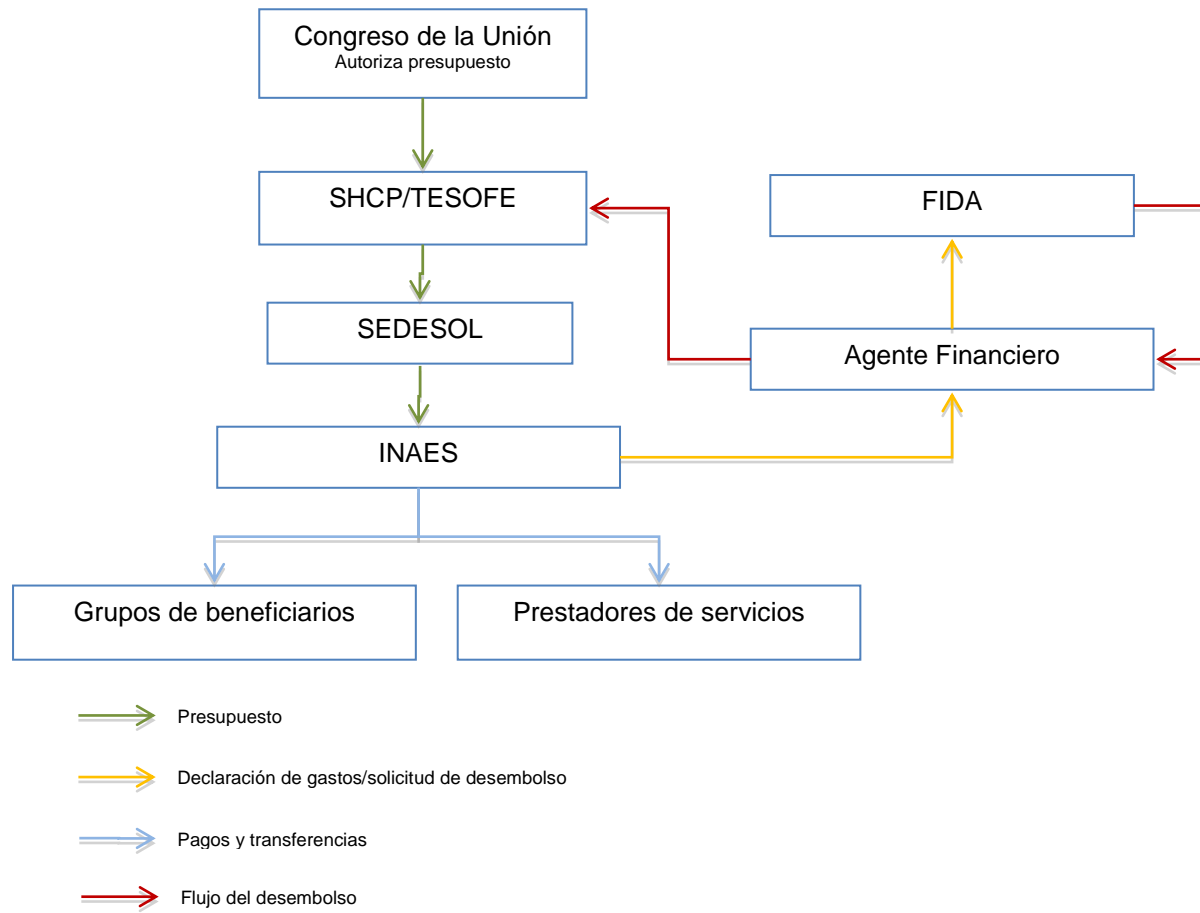 Congreso de la Unión
Autoriza presupuesto
SHCP/TESOFE
FIDA
SEDESOL
Agente Financiero
INAES
Grupos de beneficiarios
Prestadores de servicios
Presupuesto
Declaración de gastos/solicitud de desembolso
Pagos y transferencias
Flujo del desembolso